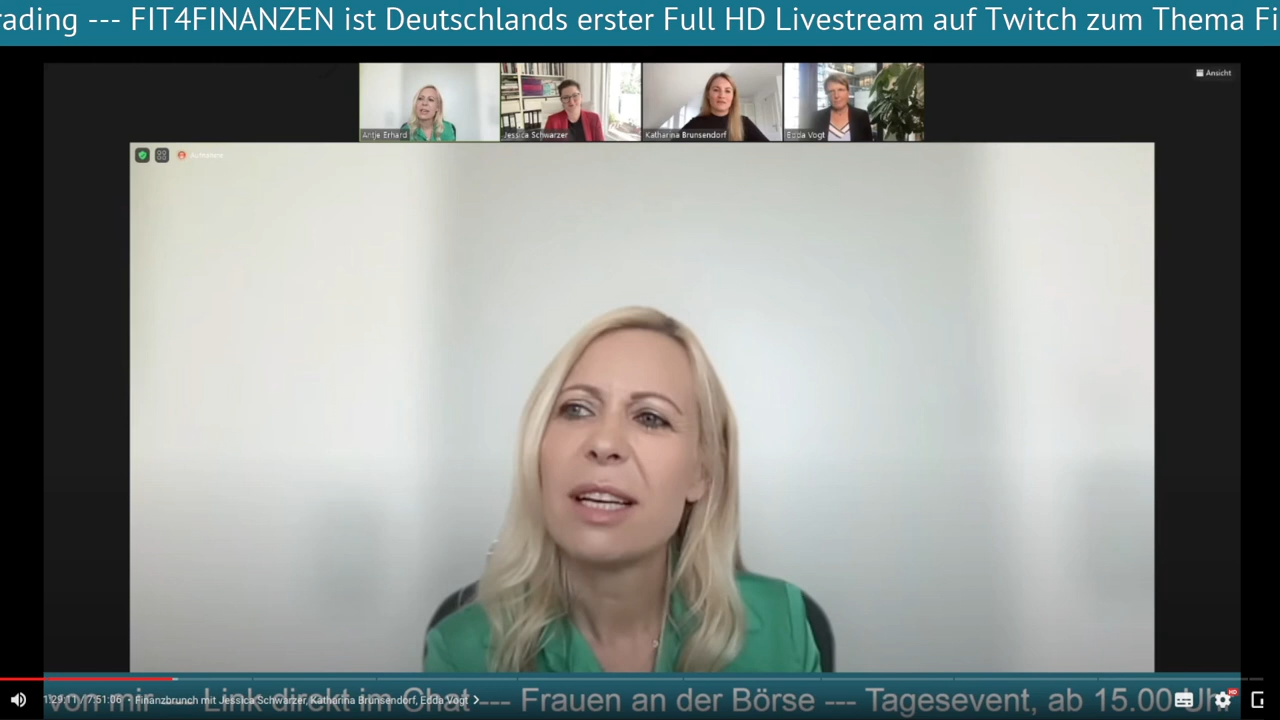 rading --- FIT4FINANZEN ist Deutschlands erster Full HD Livestream auf Twitch zum Thema Fi
Ansicht
Antje Erhard
Jessica Schwarzer
Katharina Brunsendorf
Edda Vogt
1:29:11 / 7:51:06 • Finanzbrunch mit Jessica Schwarzer, Katharina Brunsendorf, Edda Vogt
Link direkt im Chat --- Frauen an der Börse --- Tagesevent, ab 15.00 Uhr
HD